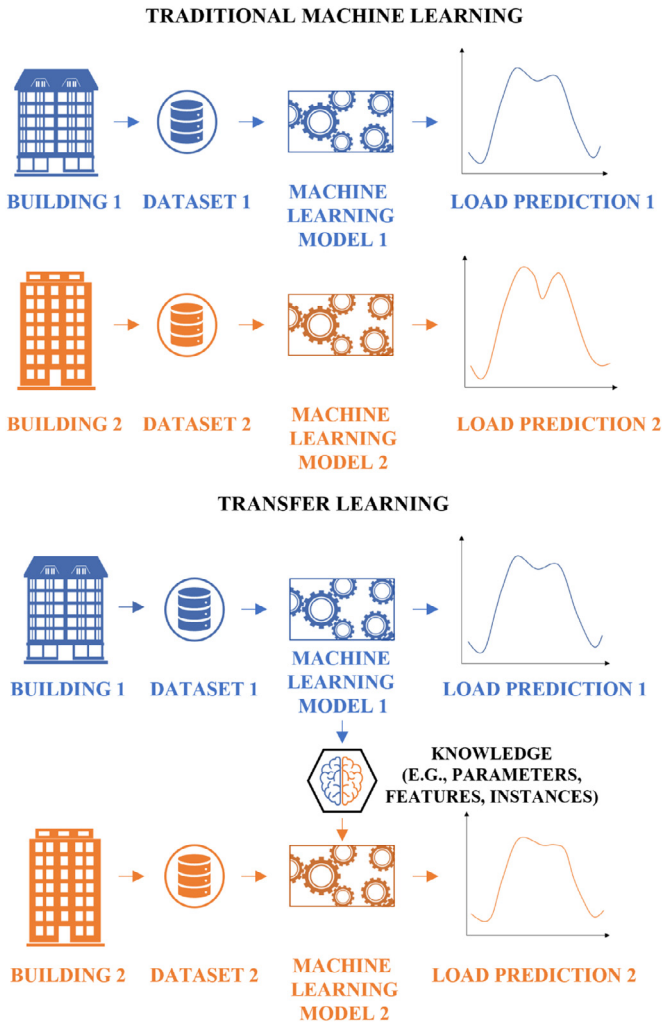 TRADITIONAL MACHINE LEARNING
BUILDING 1
DATASET 1
MACHINE
LEARNING
MODEL 1
LOAD PREDICTION 1
BUILDING 2
DATASET 2
MACHINE
LEARNING
MODEL 2
LOAD PREDICTION 2
TRANSFER LEARNING
BUILDING 1
DATASET 1
MACHINE
LEARNING
MODEL 1
LOAD PREDICTION 1
KNOWLEDGE
(E.G., PARAMETERS,
FEATURES, INSTANCES)
BUILDING 2
DATASET 2
MACHINE
LEARNING
MODEL 2
LOAD PREDICTION 2